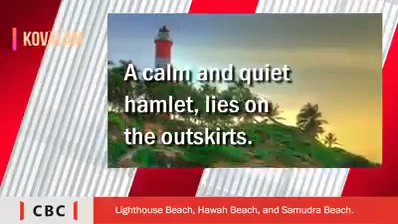 KOVALAM
A calm and quiet
hamlet, lies on
the outskirts.
CBC
Lighthouse Beach, Hawah Beach, and Samudra Beach.